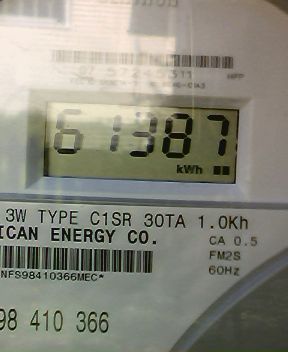 61387
kWh
3W TYPE C1SR 30TA 1.0Kh
ICAN ENERGY CO.
CA 0.5
FM2S
60Hz
NFS98410366MEC*
98 410 366